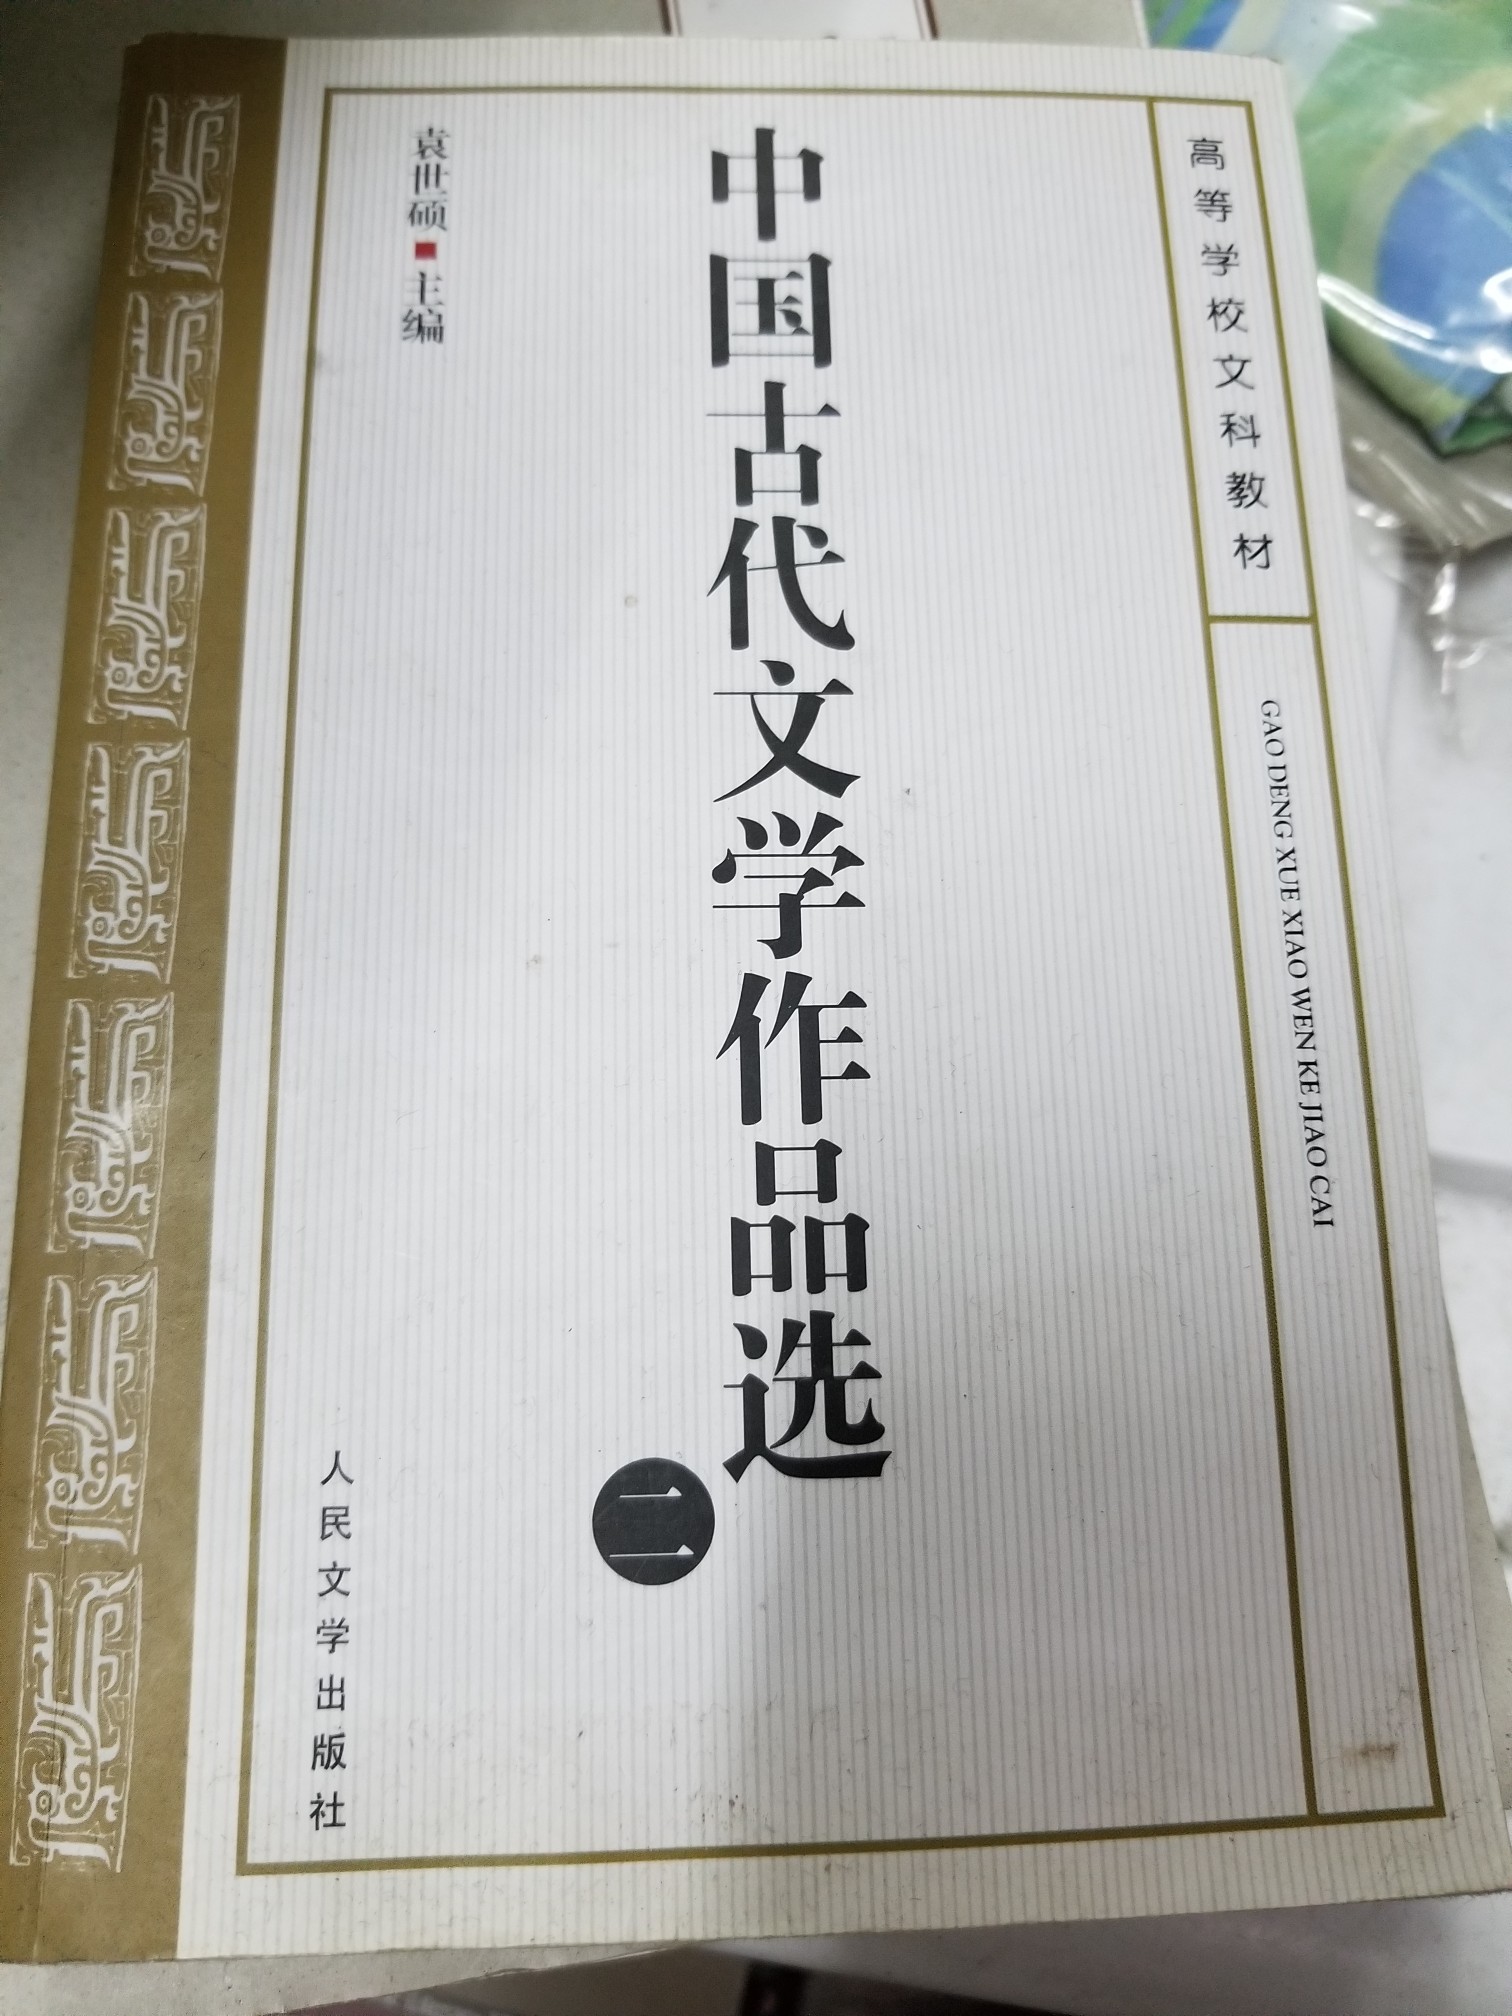 高等学校文科教材
GAO DENG XUE XIAO WEN KE JIAO CAI
中国古代文学作品选
二
袁世硕 主编
人民文学出版社